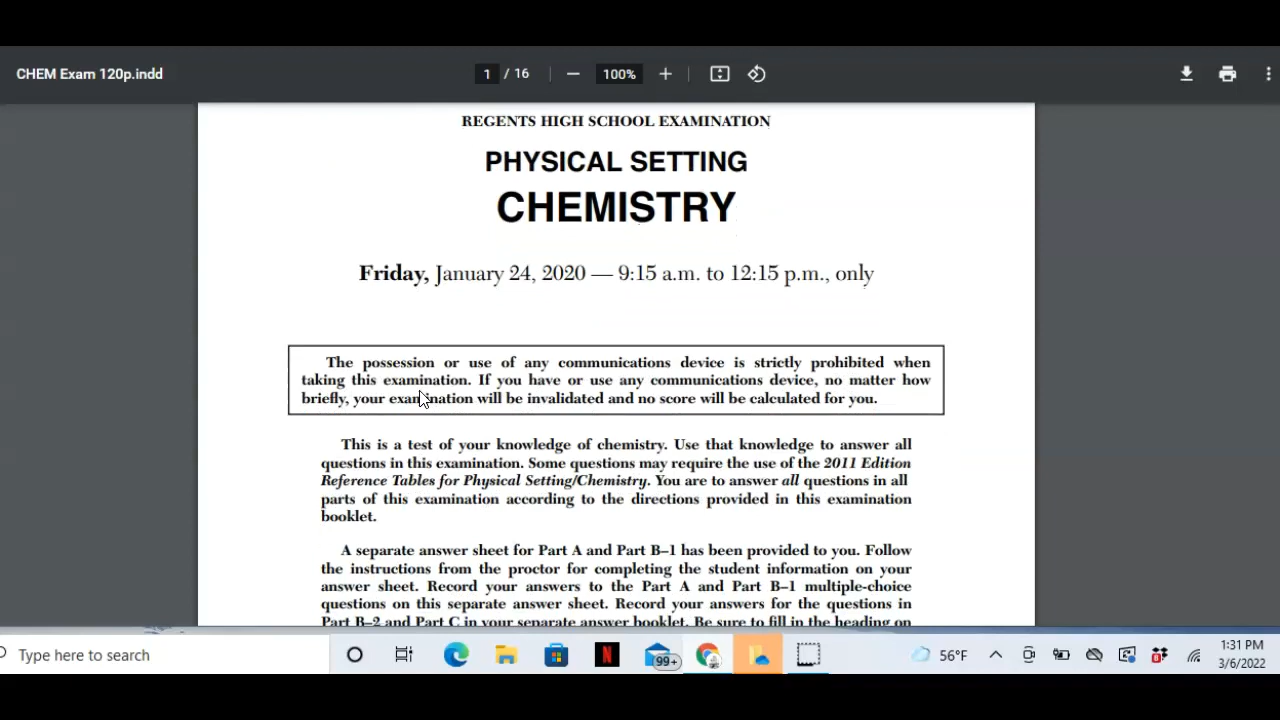 CHEM Exam 120p.indd
1 / 16
100%
REGENTS HIGH SCHOOL EXAMINATION
PHYSICAL SETTING
CHEMISTRY
Friday, January 24, 2020 — 9:15 a.m. to 12:15 p.m., only
The possession or use of any communications device is strictly prohibited when
taking this examination. If you have or use any communications device, no matter how
briefly, your examination will be invalidated and no score will be calculated for you.
This is a test of your knowledge of chemistry. Use that knowledge to answer all
questions in this examination. Some questions may require the use of the 2011 Edition
Reference Tables for Physical Setting/Chemistry. You are to answer all questions in all
parts of this examination according to the directions provided in this examination
booklet.
A separate answer sheet for Part A and Part B–1 has been provided to you. Follow
the instructions from the proctor for completing the student information on your
answer sheet. Record your answers to the Part A and Part B–1 multiple-choice
questions on this separate answer sheet. Record your answers for the questions in
Part B–2 and Part C in your separate answer booklet. Be sure to fill in the heading on
Type here to search
N
99+
56°F
1:31 PM
3/6/2022